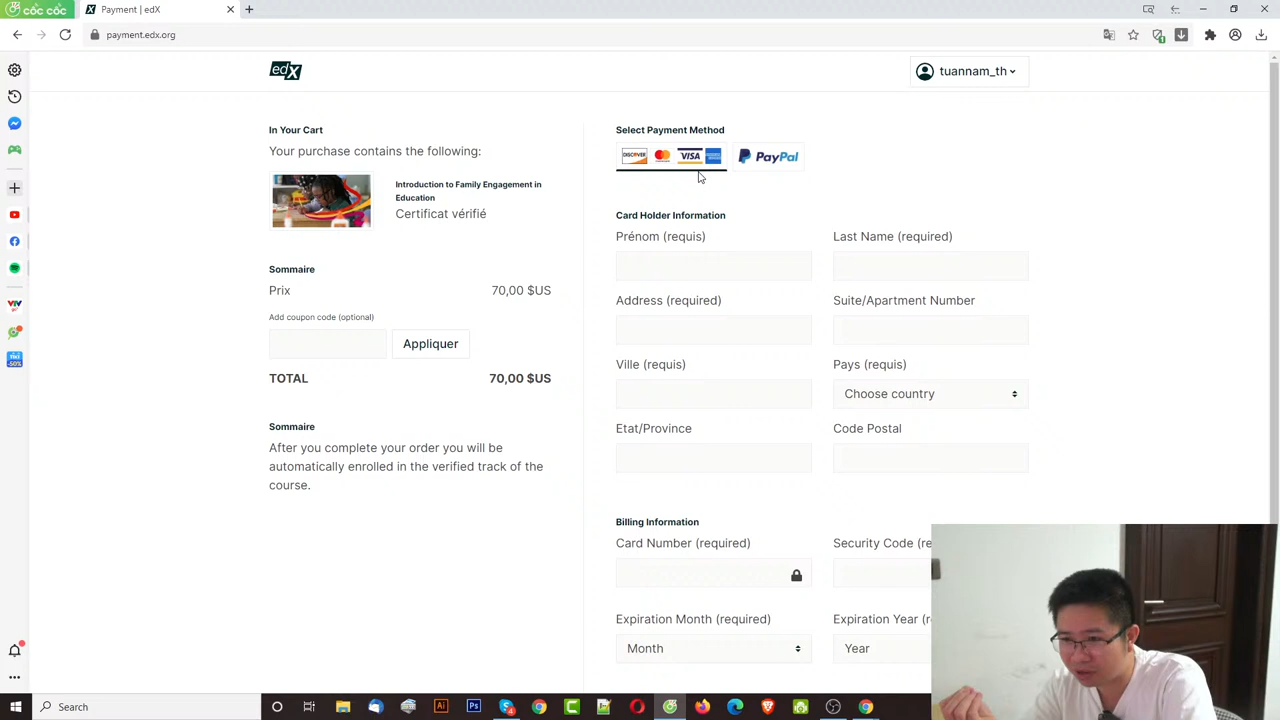 cốc cốc
Payment | edX
payment.edx.org
edX
tuannam_th
In Your Cart
Your purchase contains the following:
Introduction to Family Engagement in
Education
Certificat vérifié
Sommaire
Prix
70,00 $US
Add coupon code (optional)
Appliquer
TOTAL
70,00 $US
Sommaire
After you complete your order you will be
automatically enrolled in the verified track of the
course.
Select Payment Method
DISCOVER
VISA
PayPal
Card Holder Information
Prénom (requis)
Last Name (required)
Address (required)
Suite/Apartment Number
Ville (requis)
Pays (requis)
Choose country
Etat/Province
Code Postal
Billing Information
Card Number (required)
Security Code (re
Expiration Month (required)
Expiration Year (r
Month
Year
Search